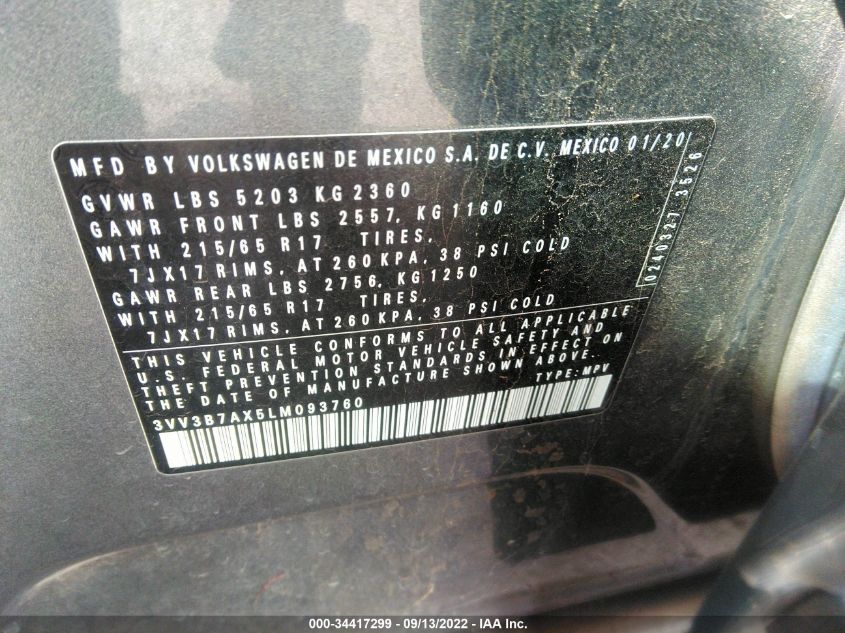 MFD BY VOLKSWAGEN DE MEXICO S.A. DE C.V. MEXICO 01/20
GVWR LBS 5203 KG 2360
GAWR FRONT LBS 2557, KG 1160
WITH 215/65 R17 TIRES,
7JX17 RIMS, AT 260 KPA, 38 PSI COLD
GAWR REAR LBS 2756, KG 1250
WITH 215/65 R17 TIRES,
7JX17 RIMS, AT 260 KPA, 38 PSI COLD
0240327 3526
THIS VEHICLE CONFORMS TO ALL APPLICABLE
U.S. FEDERAL MOTOR VEHICLE SAFETY AND
THEFT PREVENTION STANDARDS IN EFFECT ON
THE DATE OF MANUFACTURE SHOWN ABOVE.
3VV3B7AX5LM093760 TYPE: MPV
000-34417299 - 09/13/2022 - IAA Inc.